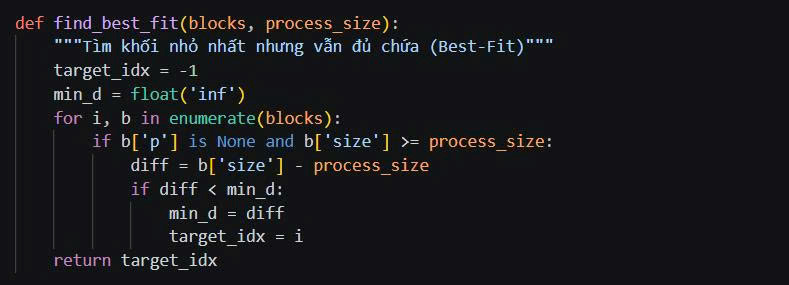 def find_best_fit(blocks, process_size):
    """Tìm khối nhỏ nhất nhưng vẫn đủ chứa (Best-Fit)"""
    target_idx = -1
    min_d = float('inf')
    for i, b in enumerate(blocks):
        if b['p'] is None and b['size'] >= process_size:
            diff = b['size'] - process_size
            if diff < min_d:
                min_d = diff
                target_idx = i
    return target_idx